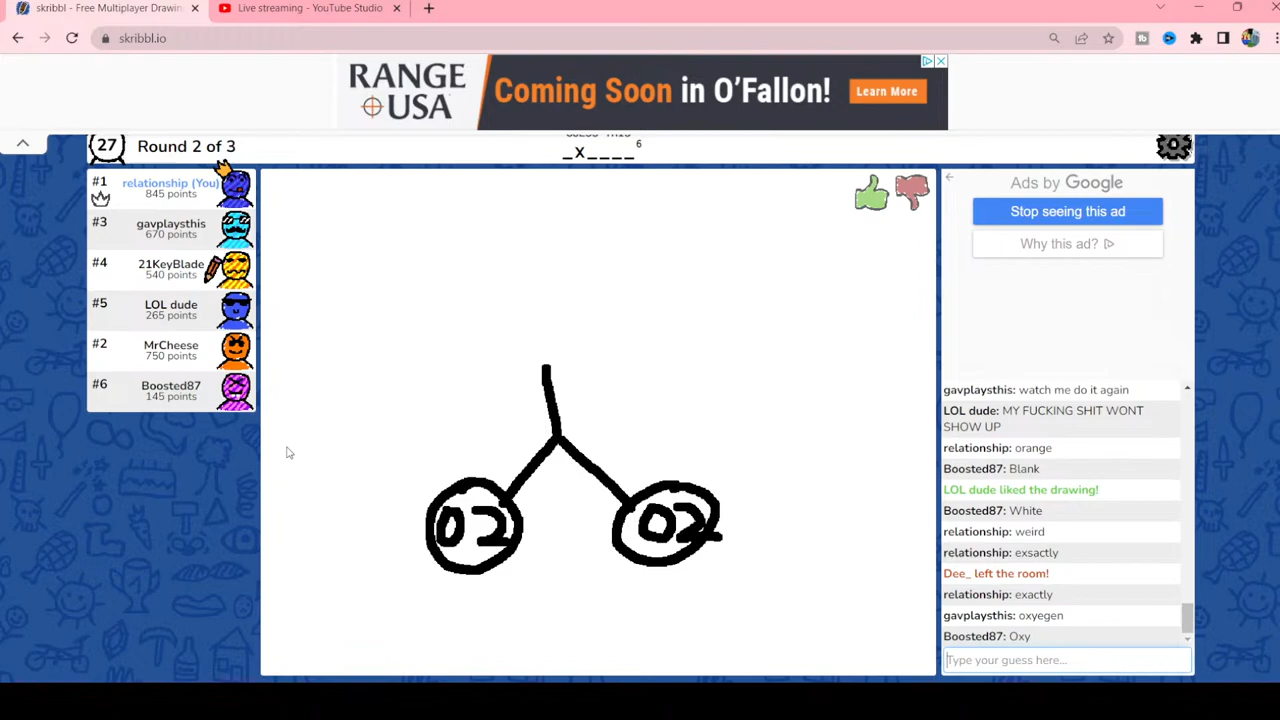 skribbl - Free Multiplayer Drawin
Live streaming - YouTube Studio
skribbl.io
RANGE
USA
Coming Soon in O'Fallon!
Learn More
27
Round 2 of 3
GUESS THIS
_X____ 6
#1
relationship (You)
845 points
#3
gavplaysthis
670 points
#4
21KeyBlade
540 points
#5
LOL dude
265 points
#2
MrCheese
750 points
#6
Boosted87
145 points
02
02
Ads by Google
Stop seeing this ad
Why this ad?
gavplaysthis: watch me do it again
LOL dude: MY FUCKING SHIT WONT
SHOW UP
relationship: orange
Boosted87: Blank
LOL dude liked the drawing!
Boosted87: White
relationship: weird
relationship: exsactly
Dee_ left the room!
relationship: exactly
gavplaysthis: oxyegen
Boosted87: Oxy
Type your guess here...